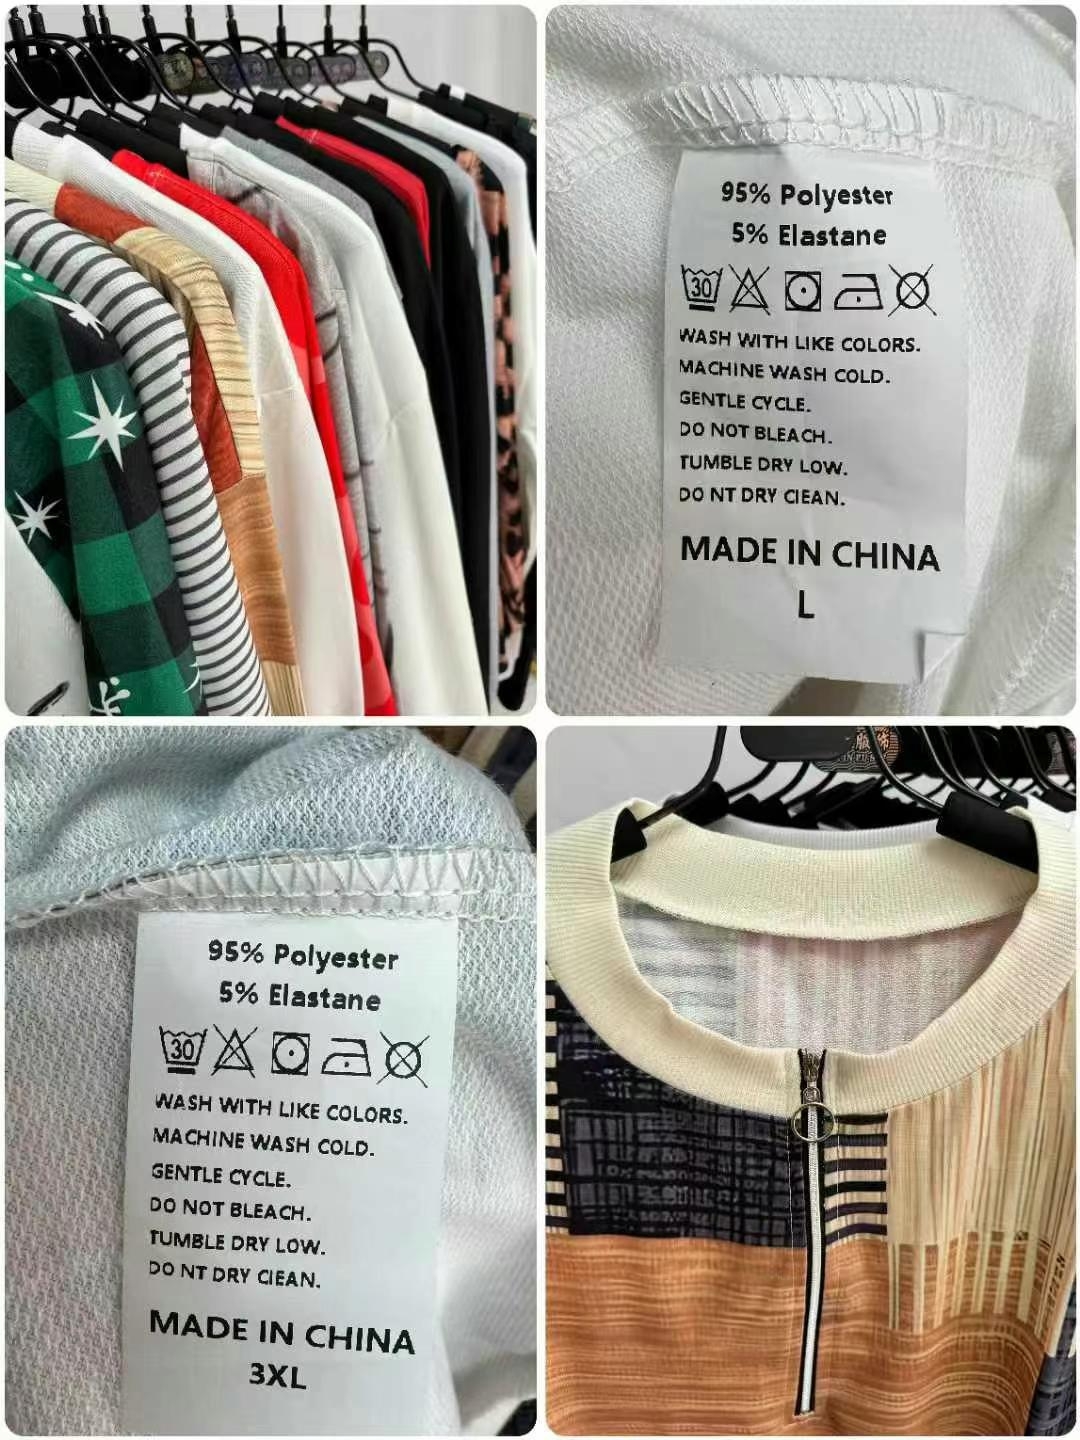 95% Polyester
5% Elastane
30
WASH WITH LIKE COLORS.
MACHINE WASH COLD.
GENTLE CYCLE.
DO NOT BLEACH.
TUMBLE DRY LOW.
DO NT DRY CIEAN.
MADE IN CHINA
L
95% Polyester
5% Elastane
30
WASH WITH LIKE COLORS.
MACHINE WASH COLD.
GENTLE CYCLE.
DO NOT BLEACH.
TUMBLE DRY LOW.
DO NT DRY CIEAN.
MADE IN CHINA
3XL